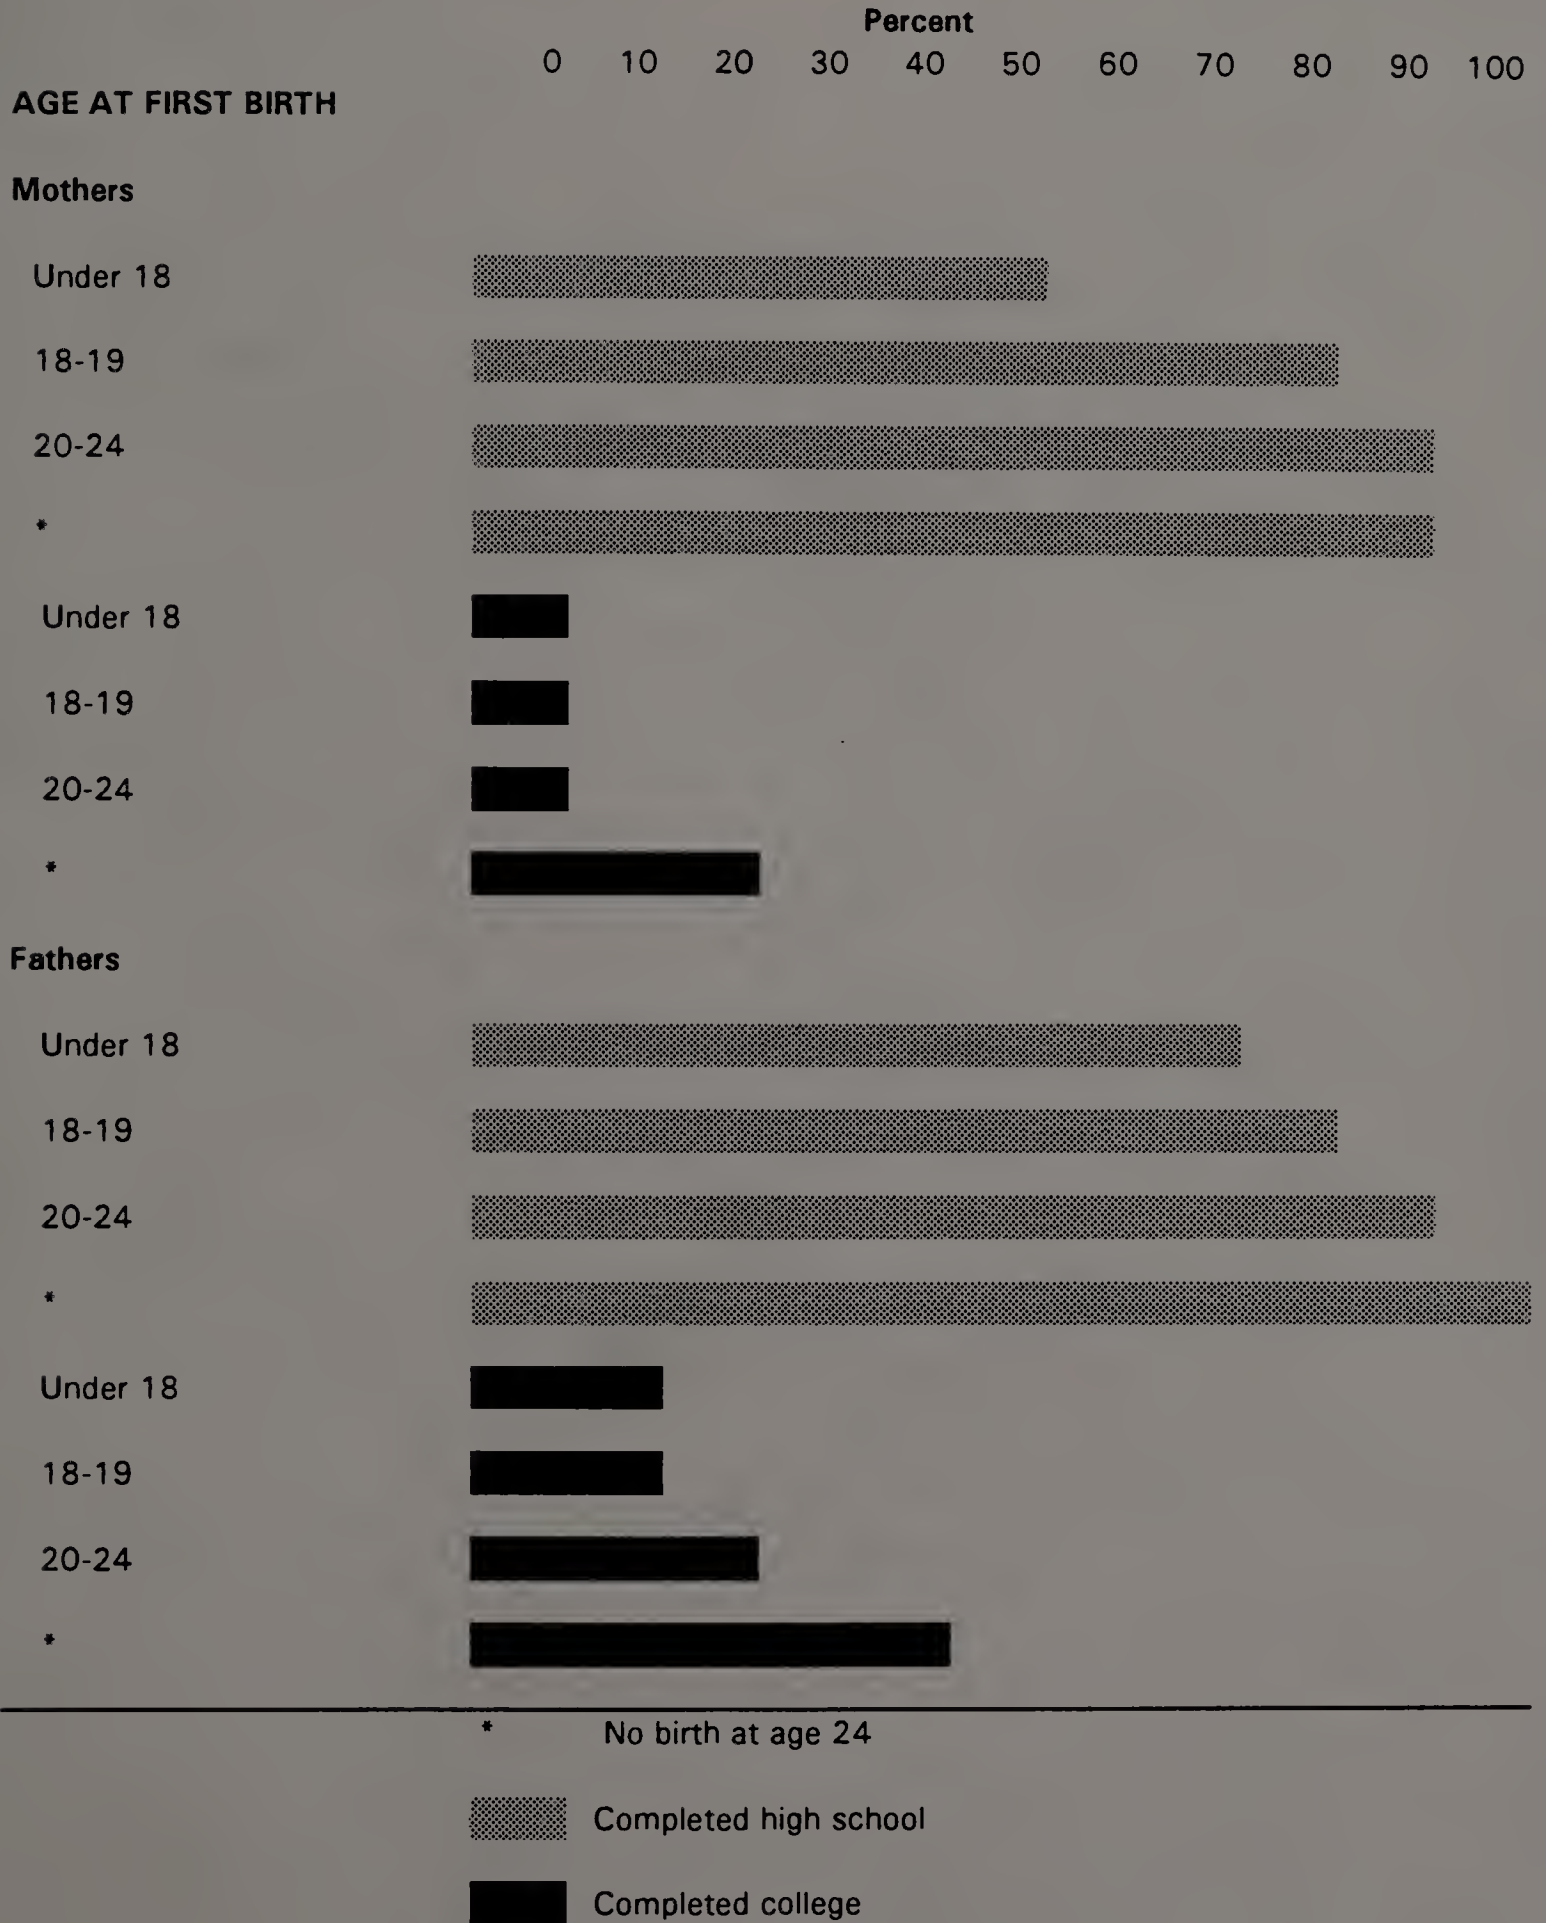 Percent
0 10 20 30 40 50 60 70 80 90 100
AGE AT FIRST BIRTH
Mothers
Under 18
18-19
20-24
*
Under 18
18-19
20-24
*
Fathers
Under 18
18-19
20-24
*
Under 18
18-19
20-24
*
* No birth at age 24
Completed high school
Completed college